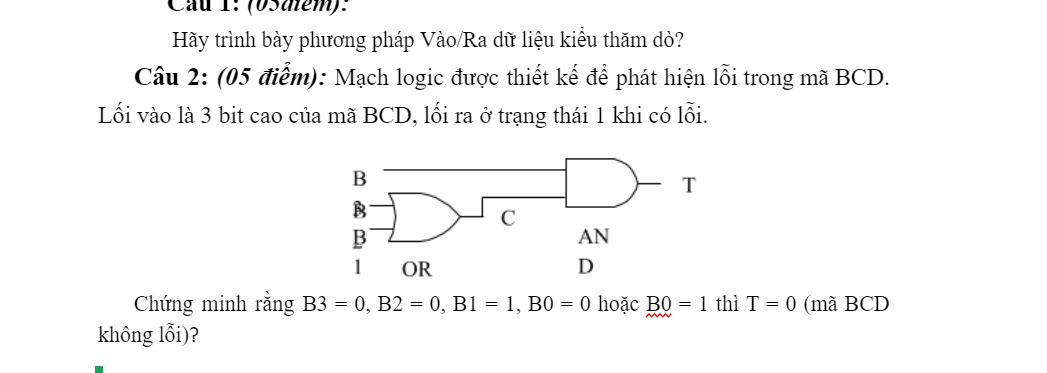 Câu 1: (05điểm):
Hãy trình bày phương pháp Vào/Ra dữ liệu kiểu thăm dò?
Câu 2: (05 điểm): Mạch logic được thiết kế để phát hiện lỗi trong mã BCD.
Lối vào là 3 bit cao của mã BCD, lối ra ở trạng thái 1 khi có lỗi.
B
T
B
C
B
AN
1
OR
D
Chứng minh rằng B3 = 0, B2 = 0, B1 = 1, B0 = 0 hoặc B0 = 1 thì T = 0 (mã BCD
không lỗi)?